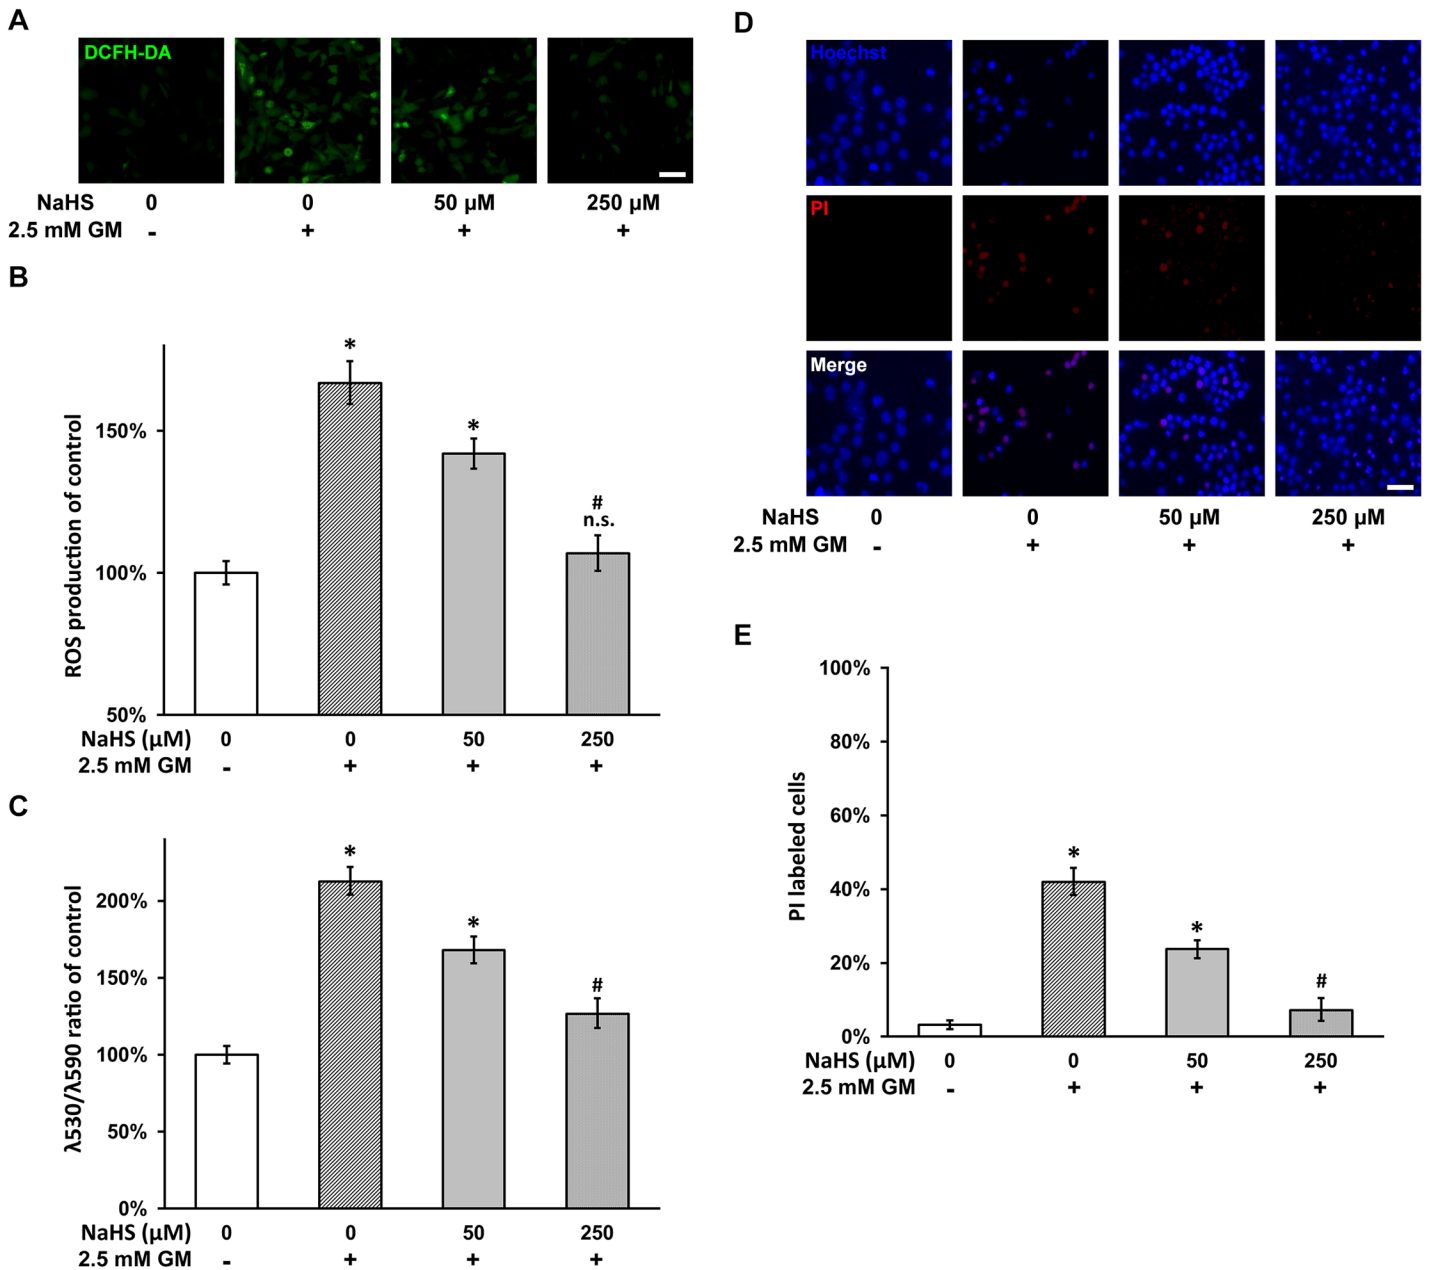 A
DCFH-DA
NaHS 0 0 50 µM 250 µM
2.5 mM GM - + + +
B
ROS production of control
150%
100%
50%
*
*
#
n.s.
NaHS (µM) 0 0 50 250
2.5 mM GM - + + +
C
λ530/λ590 ratio of control
200%
150%
100%
50%
0%
*
*
#
NaHS (µM) 0 0 50 250
2.5 mM GM - + + +
D
Hoechst
PI
Merge
NaHS 0 0 50 µM 250 µM
2.5 mM GM - + + +
E
PI labeled cells
100%
80%
60%
40%
20%
0%
*
*
#
NaHS (µM) 0 0 50 250
2.5 mM GM - + + +